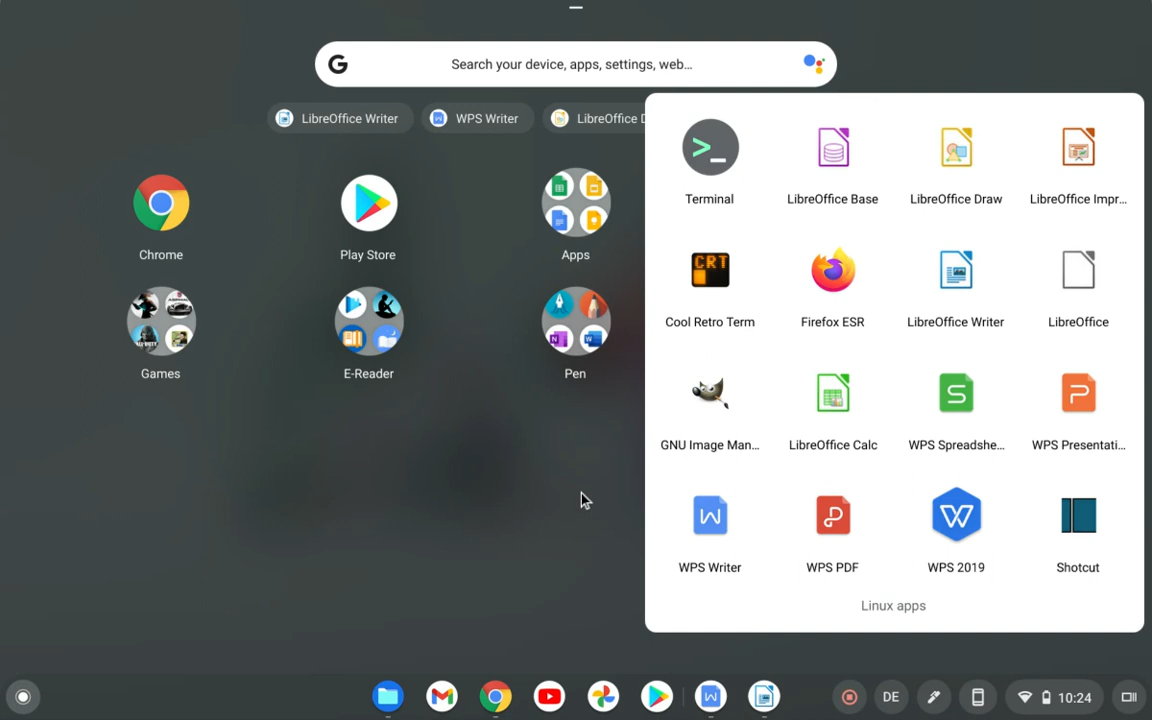 Search your device, apps, settings, web...
LibreOffice Writer
WPS Writer
LibreOffice D
Chrome
Play Store
Apps
Games
E-Reader
Pen
Terminal
LibreOffice Base
LibreOffice Draw
LibreOffice Impr...
CRT
Cool Retro Term
Firefox ESR
LibreOffice Writer
LibreOffice
GNU Image Man...
LibreOffice Calc
WPS Spreadshe...
WPS Presentati...
WPS Writer
WPS PDF
WPS 2019
Shotcut
Linux apps
DE
10:24